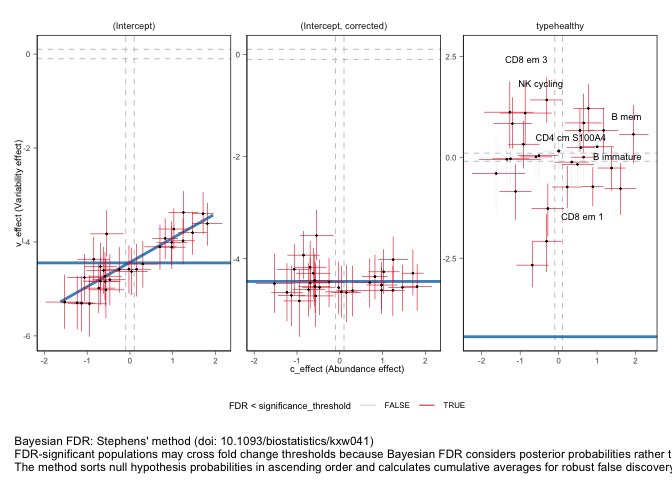 (Intercept)
(Intercept, corrected)
typehealthy
v_effect (Variability effect)
0
-2
-4
-6
0
-2
-4
2.5
0.0
-2.5
CD8 em 3
NK cycling
B mem
CD4 cm S100A4
B immature
CD8 em 1
-2 -1 0 1 2
-2 -1 0 1 2
-2 -1 0 1 2
c_effect (Abundance effect)
FDR < significance_threshold FALSE TRUE
Bayesian FDR: Stephens' method (doi: 10.1093/biostatistics/kxw041)
FDR-significant populations may cross fold change thresholds because Bayesian FDR considers posterior probabilities rather t
The method sorts null hypothesis probabilities in ascending order and calculates cumulative averages for robust false discovery